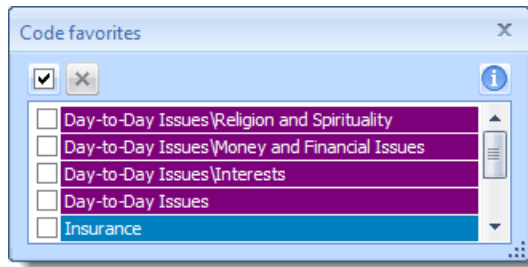 Code favorites
Day-to-Day Issues\Religion and Spirituality
Day-to-Day Issues\Money and Financial Issues
Day-to-Day Issues\Interests
Day-to-Day Issues
Insurance